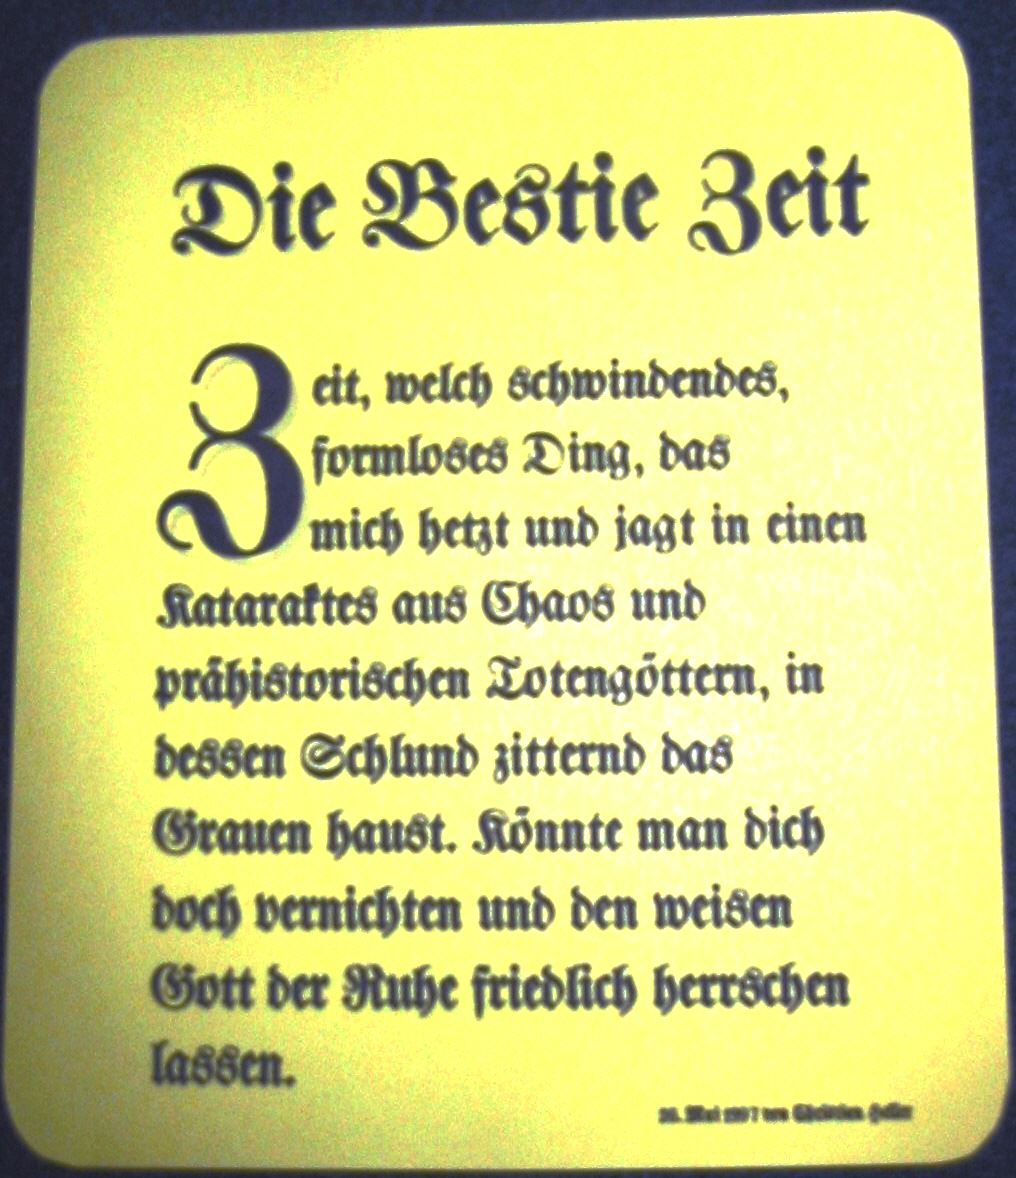 Die Bestie Zeit
Zeit, welch schwindendes,
formloses Ding, das
mich hetzt und jagt in einen
Kataraktes aus Chaos und
prähistorischen Totengöttern, in
dessen Schlund zitternd das
Grauen haust. Könnte man dich
doch vernichten und den weisen
Gott der Ruhe friedlich herrschen
lassen.
Mai